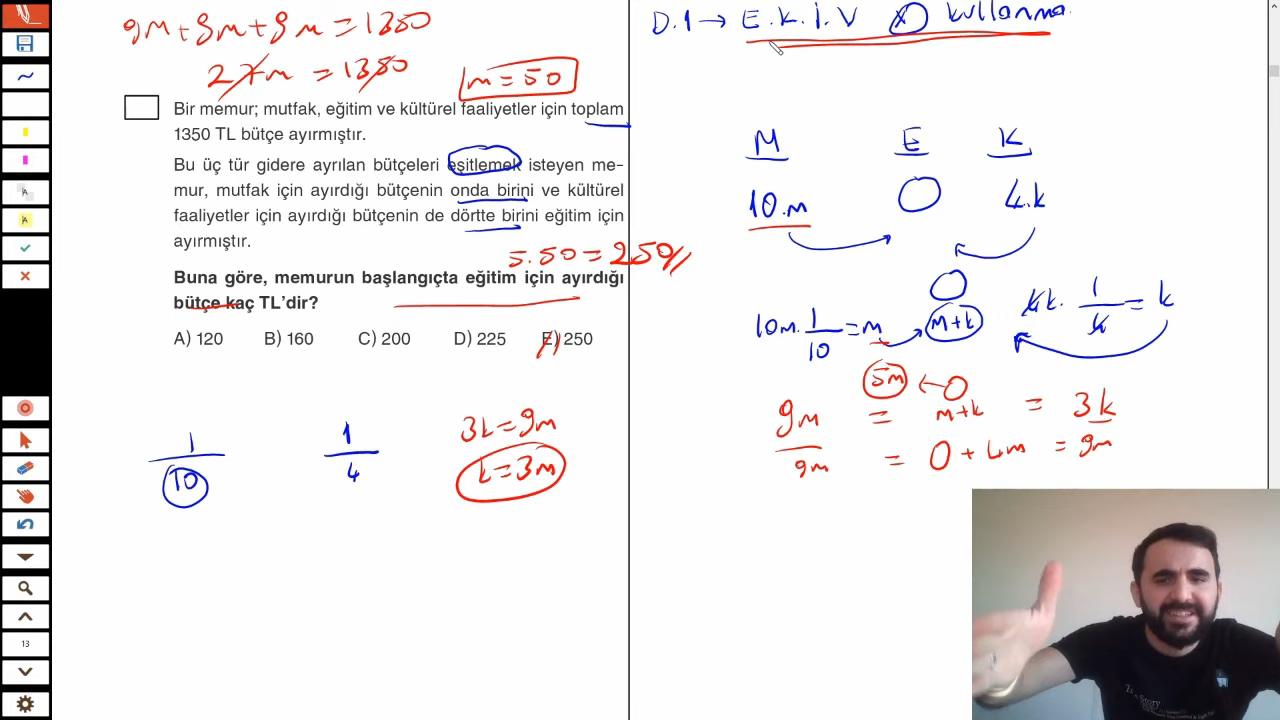 9m+9m+9m=1350
27m = 1350
m = 50
Bir memur; mutfak, eğitim ve kültürel faaliyetler için toplam
1350 TL bütçe ayırmıştır.
Bu üç tür gidere ayrılan bütçeleri eşitlemek isteyen me-
mur, mutfak için ayırdığı bütçenin onda birini ve kültürel
faaliyetler için ayırdığı bütçenin de dörtte birini eğitim için
ayırmıştır.
5.50=250//
Buna göre, memurun başlangıçta eğitim için ayırdığı
bütçe kaç TL'dir?
A) 120 B) 160 C) 200 D) 225 E) 250
1/10 1/4
3k=9m
k=3m
D.1 → E.k.i.V x kullanma.
M E K
10.m O 4.k
O
10m. 1/10 = m m+k 4k. 1/4 = k
5m ← O
9m = m+k = 3k
9m = O + 4m = 9m
A
A
13